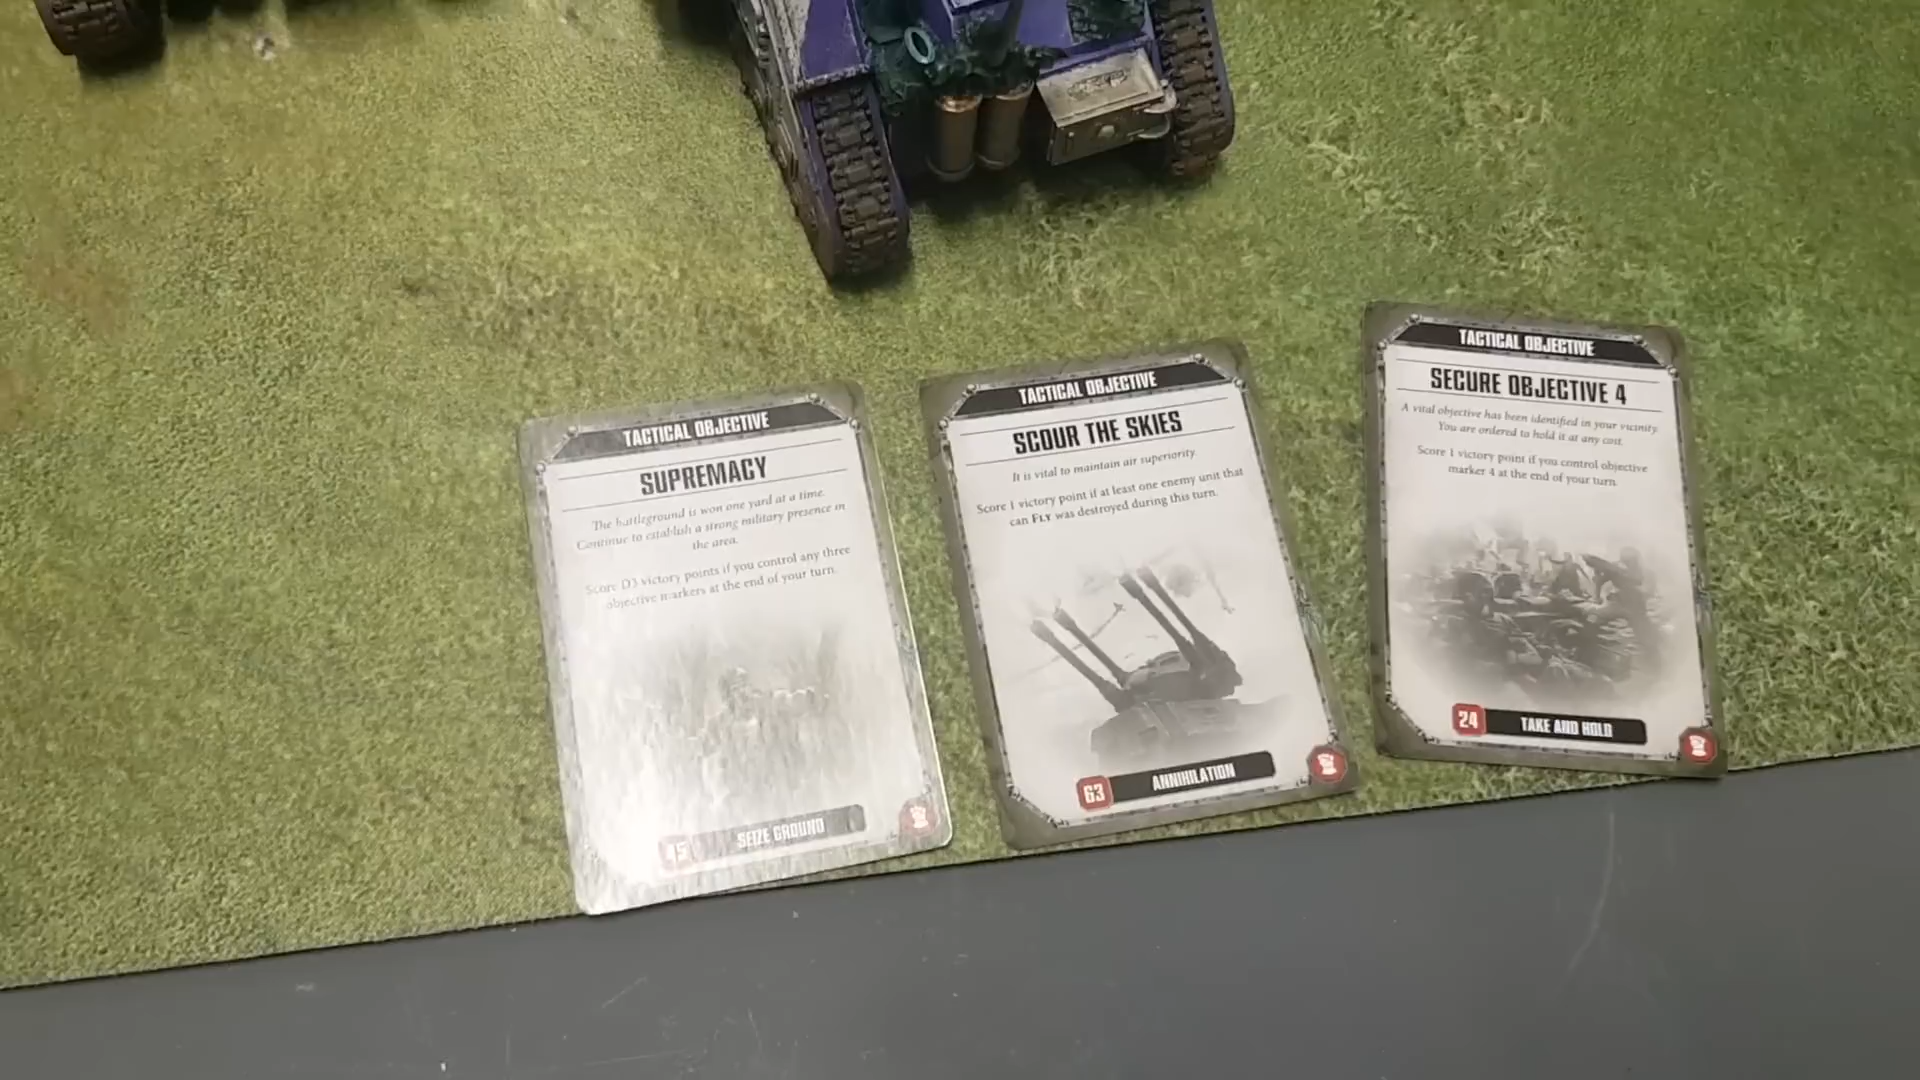 TACTICAL OBJECTIVE
SUPREMACY
The battleground is won one yard at a time.
Continue to establish a strong military presence in
the area.
Score D3 victory points if you control any three
objective markers at the end of your turn.
SEIZE GROUND
TACTICAL OBJECTIVE
SCOUR THE SKIES
It is vital to maintain air superiority.
Score 1 victory point if at least one enemy unit that
can FLY was destroyed during this turn.
63
ANNIHILATION
TACTICAL OBJECTIVE
SECURE OBJECTIVE 4
A vital objective has been identified in your vicinity.
You are ordered to hold it at any cost.
Score 1 victory point if you control objective
marker 4 at the end of your turn.
24
TAKE AND HOLD